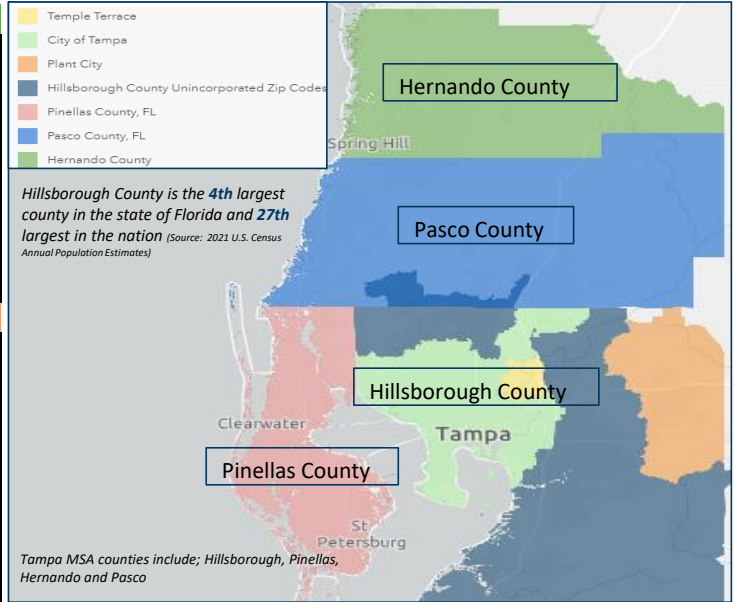 Temple Terrace
City of Tampa
Plant City
Hillsborough County Unincorporated Zip Codes
Pinellas County, FL
Pasco County, FL
Hernando County
Hernando County
Spring Hill
Hillsborough County is the 4th largest
county in the state of Florida and 27th
largest in the nation (Source: 2021 U.S. Census
Annual Population Estimates)
Pasco County
Hillsborough County
Clearwater
Tampa
Pinellas County
St
Petersburg
Tampa MSA counties include; Hillsborough, Pinellas,
Hernando and Pasco